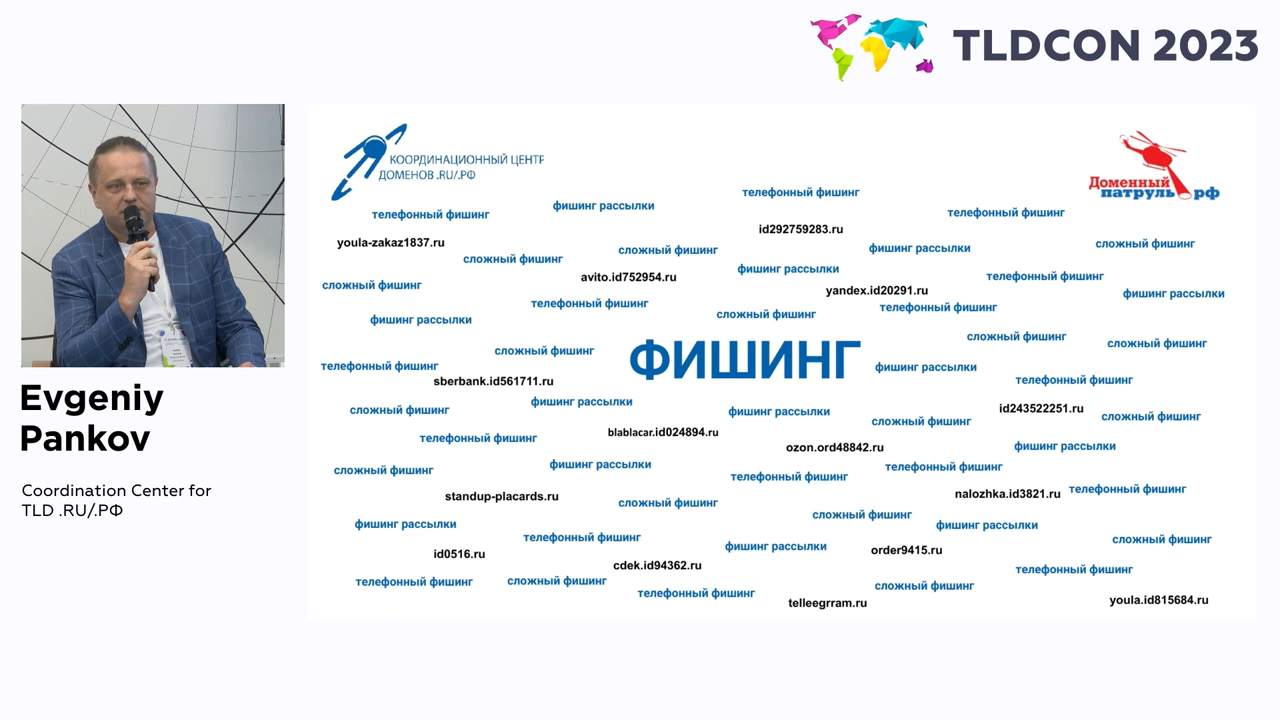 TLDCON 2023
КООРДИНАЦИОННЫЙ ЦЕНТР
ДОМЕНОВ .RU/.РФ
Доменный
патруль рф
телефонный фишинг
фишинг рассылки
телефонный фишинг
телефонный фишинг
id292759283.ru
youla-zakaz1837.ru
сложный фишинг
сложный фишинг
фишинг рассылки
сложный фишинг
фишинг рассылки
avito.id752954.ru
телефонный фишинг
сложный фишинг
yandex.id20291.ru
фишинг рассылки
телефонный фишинг
телефонный фишинг
сложный фишинг
фишинг рассылки
сложный фишинг
сложный фишинг
сложный фишинг
ФИШИНГ
телефонный фишинг
фишинг рассылки
sberbank.id561711.ru
телефонный фишинг
фишинг рассылки
сложный фишинг
фишинг рассылки
id243522251.ru
сложный фишинг
сложный фишинг
blablacar.id024894.ru
телефонный фишинг
ozon.ord48842.ru
фишинг рассылки
сложный фишинг
фишинг рассылки
телефонный фишинг
телефонный фишинг
телефонный фишинг
standup-placards.ru
nalozhka.id3821.ru
сложный фишинг
сложный фишинг
фишинг рассылки
фишинг рассылки
телефонный фишинг
сложный фишинг
фишинг рассылки
order9415.ru
id0516.ru
cdek.id94362.ru
телефонный фишинг
телефонный фишинг
сложный фишинг
сложный фишинг
телефонный фишинг
telleegrram.ru
youla.id815684.ru
Evgeniy
Pankov
Coordination Center for
TLD .RU/.РФ